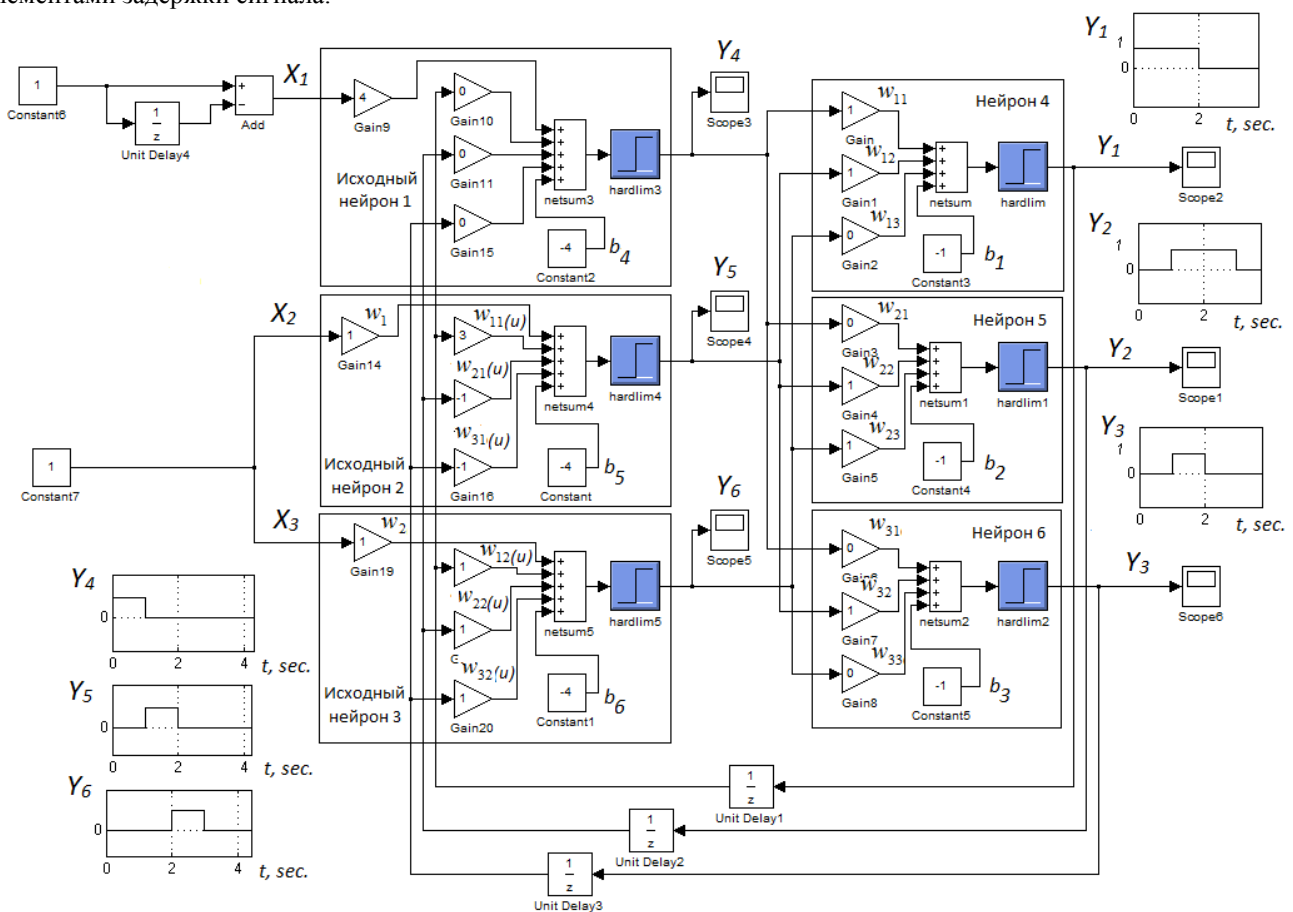 лементами задержки сигнала.
1
Constant6
1
z
Unit Delay4
+
−
Add
X1
4
Gain9
0
Gain10
0
Gain11
0
Gain15
Исходный
нейрон 1
+
+
+
+
+
netsum3
hardlim3
-4
Constant2
b4
Y4
Scope3
X2
w1
1
Gain14
3
w11(u)
-1
w21(u)
-1
w31(u)
Gain16
Исходный
нейрон 2
+
+
+
+
+
netsum4
hardlim4
-4
Constant
b5
Y5
Scope4
1
Constant7
X3
w2
1
Gain19
1
w12(u)
1
w22(u)
G
1
w32(u)
Gain20
Исходный
нейрон 3
+
+
+
+
+
netsum5
hardlim5
-4
Constant1
b6
Y6
Scope5
Нейрон 4
1
w11
Gain
1
w12
Gain1
0
w13
Gain2
+
+
+
+
netsum
hardlim
-1
Constant3
b1
Y1
Scope2
Нейрон 5
0
w21
Gain3
1
w22
Gain4
1
w23
Gain5
+
+
+
+
netsum1
hardlim1
-1
Constant4
b2
Y2
Scope1
Нейрон 6
0
w31
Gain6
1
w32
Gain7
0
w33
Gain8
+
+
+
+
netsum2
hardlim2
-1
Constant5
b3
Y3
Scope6
1
z
Unit Delay1
1
z
Unit Delay2
1
z
Unit Delay3
Y1
1
0
0 2
t, sec.
Y2
1
0
0 2
t, sec.
Y3
1
0
0 2
t, sec.
Y4
0
0 2 4
t, sec.
Y5
0
0 2 4
t, sec.
Y6
0
0 2 4
t, sec.